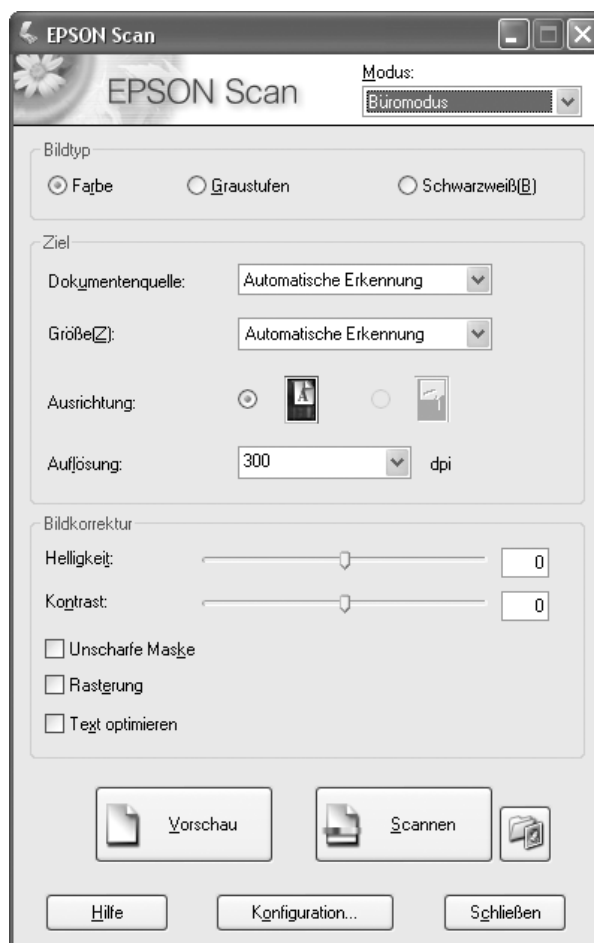 EPSON Scan
EPSON Scan
Modus:
Büromodus
Bildtyp
Farbe
Graustufen
Schwarzweiß(B)
Ziel
Dokumentenquelle:
Automatische Erkennung
Größe(Z):
Automatische Erkennung
Ausrichtung:
A
Auflösung:
300
dpi
Bildkorrektur
Helligkeit:
0
Kontrast:
0
Unscharfe Maske
Rasterung
Text optimieren
Vorschau
Scannen
Hilfe
Konfiguration...
Schließen